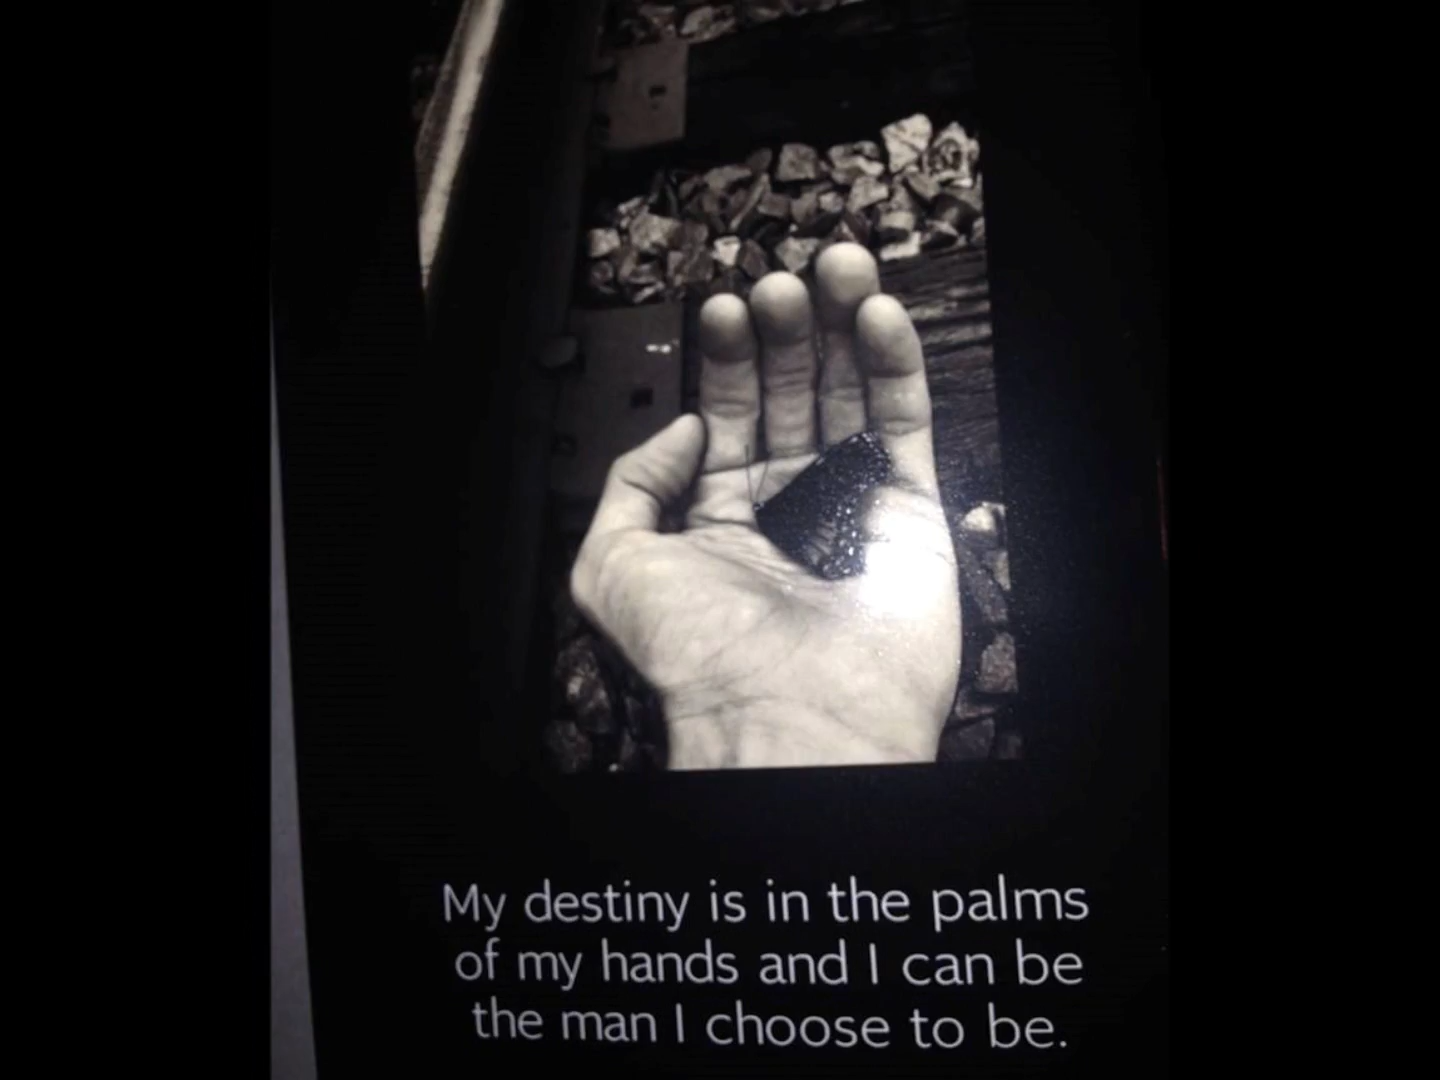 My destiny is in the palms
of my hands and I can be
the man I choose to be.